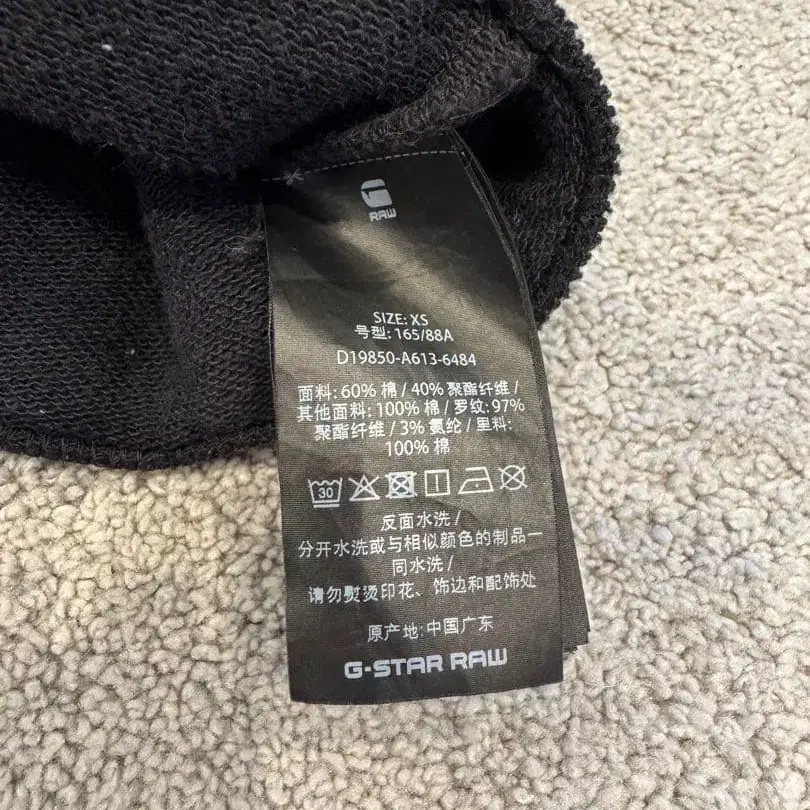 RAW
SIZE: XS
号型: 165/88A
D19850-A613-6484
面料: 60% 棉 / 40% 聚酯纤维 /
其他面料: 100% 棉 / 罗纹: 97%
聚酯纤维 / 3% 氨纶 / 里料:
100% 棉
30
反面水洗 /
分开水洗或与相似颜色的制品一
同水洗 /
请勿熨烫印花、饰边和配饰处
原产地: 中国广东
G-STAR RAW